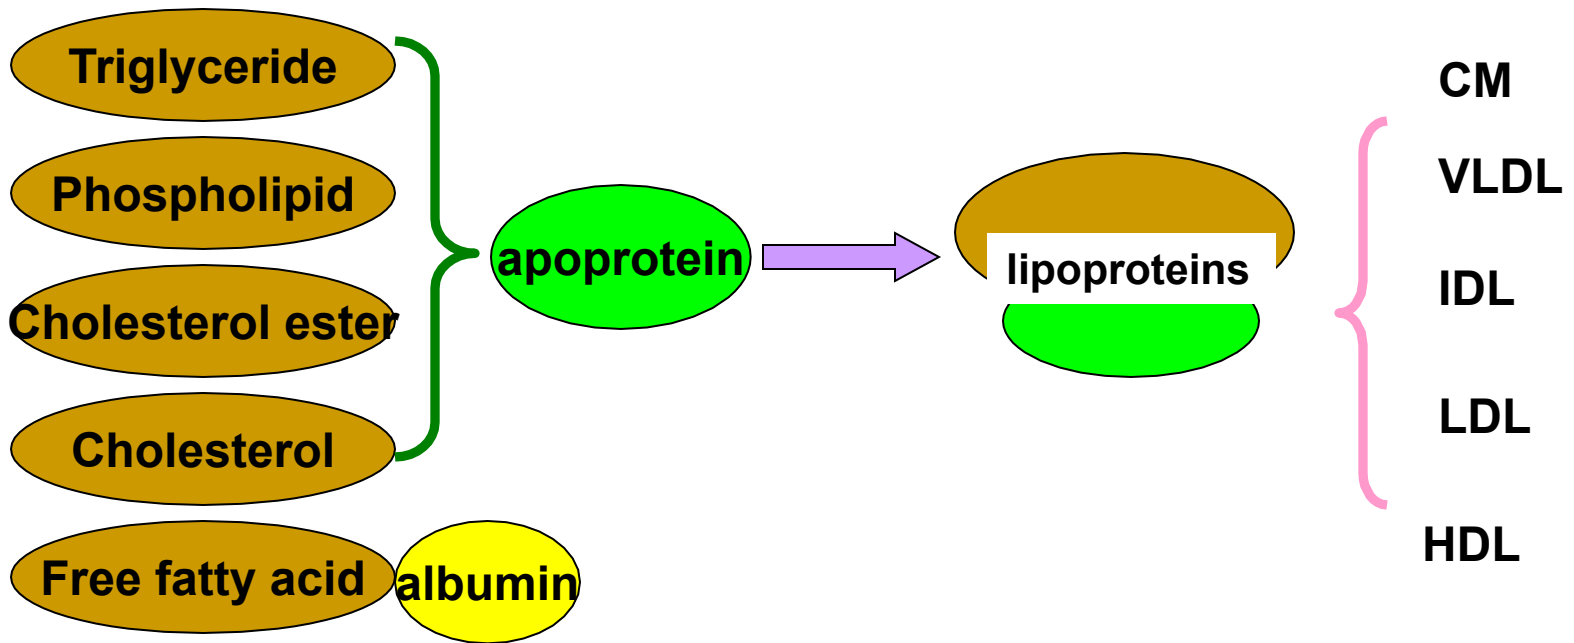 Triglyceride
Phospholipid
Cholesterol ester
Cholesterol
Free fatty acid
albumin
apoprotein
lipoproteins
CM
VLDL
IDL
LDL
HDL